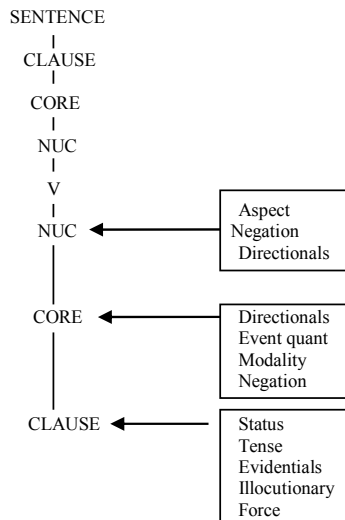 SENTENCE
CLAUSE
CORE
NUC
V
NUC
Aspect
Negation
Directionals
CORE
Directionals
Event quant
Modality
Negation
CLAUSE
Status
Tense
Evidentials
Illocutionary
Force